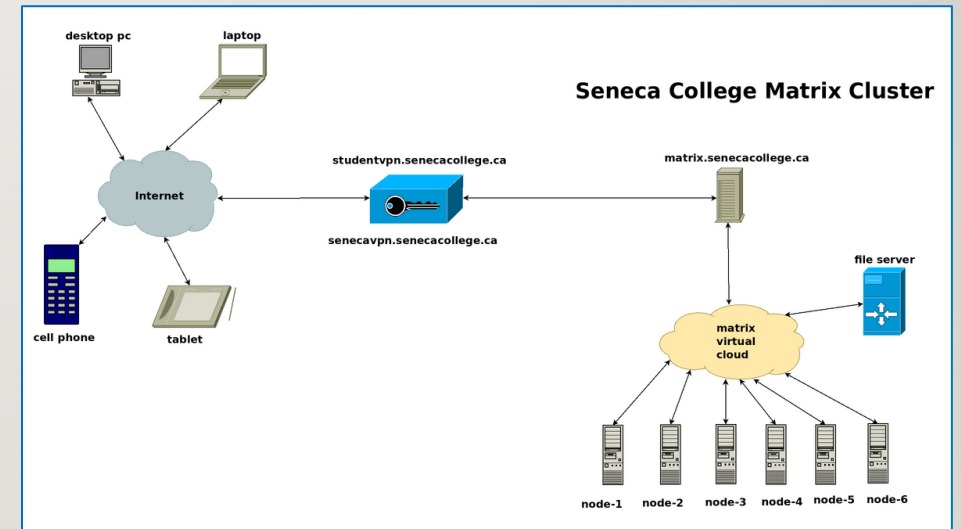 desktop pc
laptop
Seneca College Matrix Cluster
studentvpn.senecacollege.ca
matrix.senecacollege.ca
Internet
senecavpn.senecacollege.ca
file server
cell phone
tablet
matrix
virtual
cloud
node-1
node-2
node-3
node-4
node-5
node-6